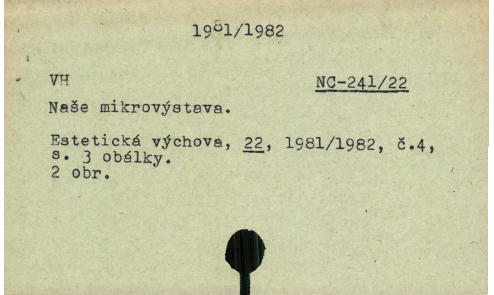 1981/1982
VH NC-241/22
Naše mikrovýstava.
Estetická výchova, 22, 1981/1982, č.4,
s. 3 obálky.
2 obr.